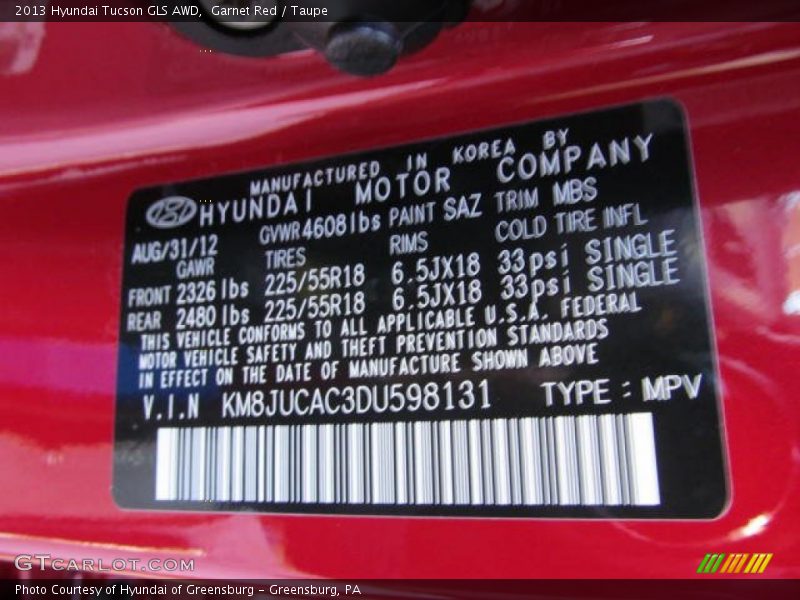 2013 Hyundai Tucson GLS AWD, Garnet Red / Taupe
MANUFACTURED IN KOREA BY
HYUNDAI MOTOR COMPANY
AUG/31/12 GVWR 4608 lbs PAINT SAZ TRIM MBS
GAWR TIRES RIMS COLD TIRE INFL
FRONT 2326 lbs 225/55R18 6.5JX18 33psi SINGLE
REAR 2480 lbs 225/55R18 6.5JX18 33psi SINGLE
THIS VEHICLE CONFORMS TO ALL APPLICABLE U.S.A. FEDERAL
MOTOR VEHICLE SAFETY AND THEFT PREVENTION STANDARDS
IN EFFECT ON THE DATE OF MANUFACTURE SHOWN ABOVE
V.I.N KM8JUCAC3DU598131 TYPE : MPV
GTCARLOT.COM
Photo Courtesy of Hyundai of Greensburg - Greensburg, PA